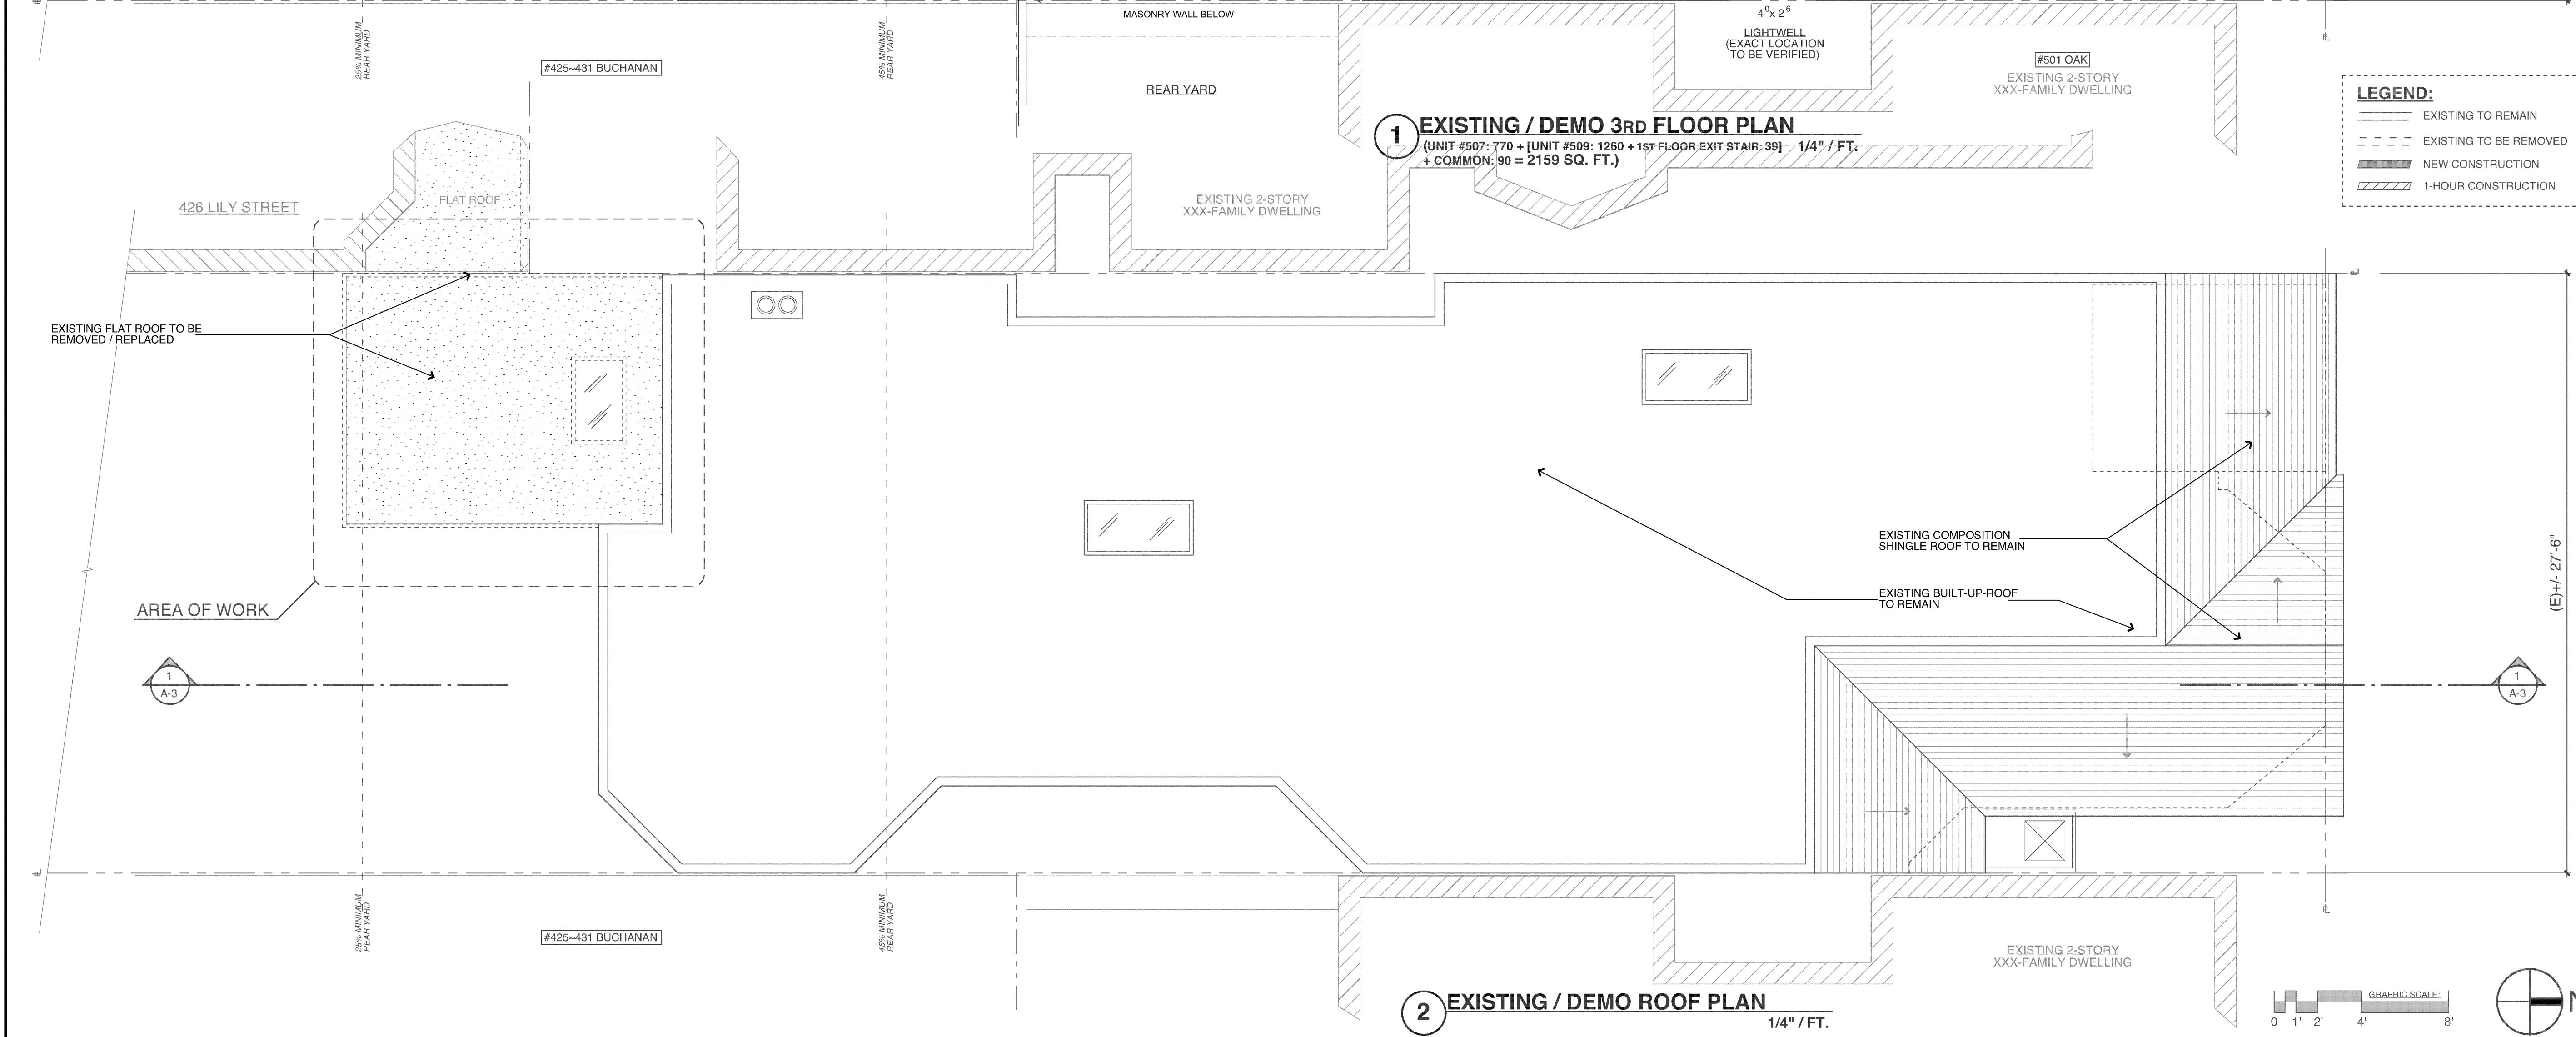 MASONRY WALL BELOW
4⁰x 2⁶
LIGHTWELL
(EXACT LOCATION
TO BE VERIFIED)
25% MINIMUM
REAR YARD
45% MINIMUM
REAR YARD
#425~431 BUCHANAN
REAR YARD
#501 OAK
EXISTING 2-STORY
XXX-FAMILY DWELLING
LEGEND:
EXISTING TO REMAIN
EXISTING TO BE REMOVED
NEW CONSTRUCTION
1-HOUR CONSTRUCTION
1
EXISTING / DEMO 3RD FLOOR PLAN
(UNIT #507: 770 + [UNIT #509: 1260 + 1ST FLOOR EXIT STAIR: 39] 1/4" / FT.
+ COMMON: 90 = 2159 SQ. FT.)
426 LILY STREET
FLAT ROOF
EXISTING 2-STORY
XXX-FAMILY DWELLING
EXISTING FLAT ROOF TO BE
REMOVED / REPLACED
EXISTING COMPOSITION
SHINGLE ROOF TO REMAIN
EXISTING BUILT-UP-ROOF
TO REMAIN
(E)+/- 27'-6"
AREA OF WORK
1
A-3
1
A-3
25% MINIMUM
REAR YARD
45% MINIMUM
REAR YARD
#425~431 BUCHANAN
EXISTING 2-STORY
XXX-FAMILY DWELLING
2
EXISTING / DEMO ROOF PLAN
1/4" / FT.
GRAPHIC SCALE:
0 1' 2' 4' 8'
N